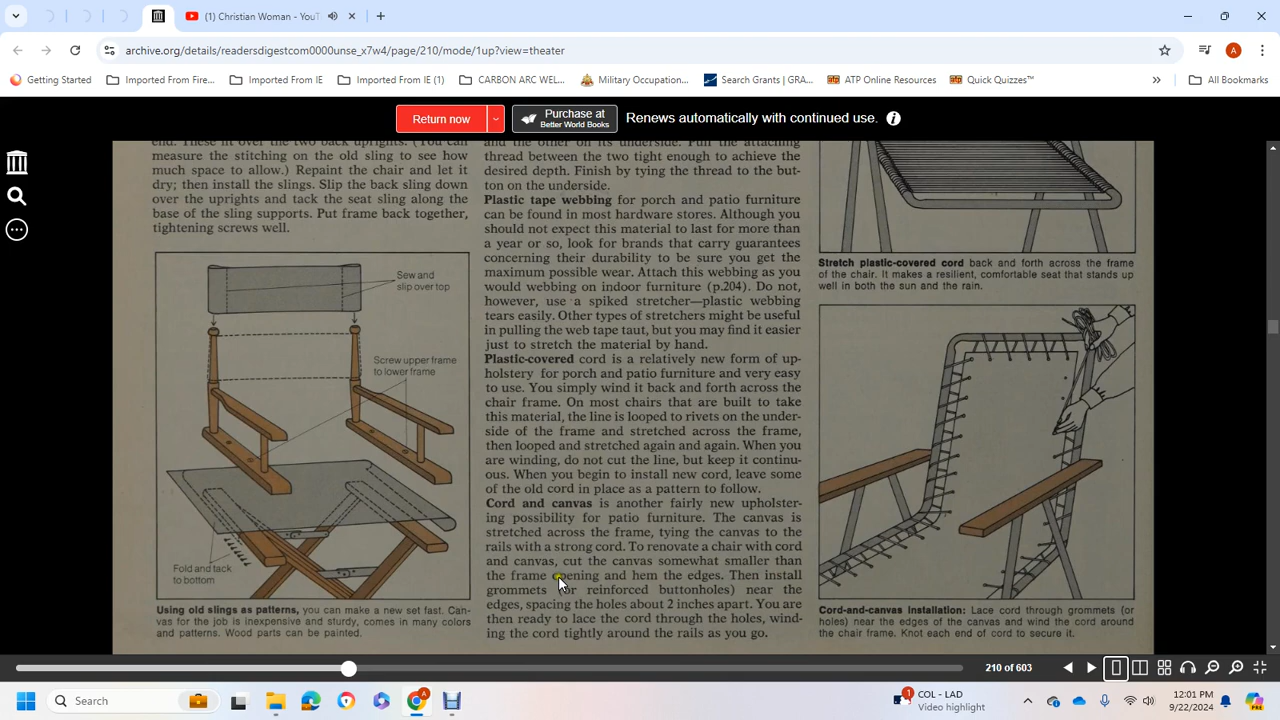 (1) Christian Woman - YouT
archive.org/details/readersdigestcom0000unse_x7w4/page/210/mode/1up?view=theater
A
Getting Started
Imported From Fire...
Imported From IE
Imported From IE (1)
CARBON ARC WEL...
Military Occupation...
Search Grants | GRA...
ATP Online Resources
Quick Quizzes™
»
All Bookmarks
Return now
Purchase at
Better World Books
Renews automatically with continued use.
end. These fit over the two back uprights. (You can
measure the stitching on the old sling to see how
much space to allow.) Repaint the chair and let it
dry; then install the slings. Slip the back sling down
over the uprights and tack the seat sling along the
base of the sling supports. Put frame back together,
tightening screws well.
Sew and
slip over top
Screw upper frame
to lower frame
Fold and tack
to bottom
Using old slings as patterns, you can make a new set fast. Can-
vas for the job is inexpensive and sturdy, comes in many colors
and patterns. Wood parts can be painted.
and the other on its underside. Pull the attaching
thread between the two tight enough to achieve the
desired depth. Finish by tying the thread to the but-
ton on the underside.
Plastic tape webbing for porch and patio furniture
can be found in most hardware stores. Although you
should not expect this material to last for more than
a year or so, look for brands that carry guarantees
concerning their durability to be sure you get the
maximum possible wear. Attach this webbing as you
would webbing on indoor furniture (p.204). Do not,
however, use a spiked stretcher—plastic webbing
tears easily. Other types of stretchers might be useful
in pulling the web tape taut, but you may find it easier
just to stretch the material by hand.
Plastic-covered cord is a relatively new form of up-
holstery for porch and patio furniture and very easy
to use. You simply wind it back and forth across the
chair frame. On most chairs that are built to take
this material, the line is looped to rivets on the under-
side of the frame and stretched across the frame,
then looped and stretched again and again. When you
are winding, do not cut the line, but keep it continu-
ous. When you begin to install new cord, leave some
of the old cord in place as a pattern to follow.
Cord and canvas is another fairly new upholster-
ing possibility for patio furniture. The canvas is
stretched across the frame, tying the canvas to the
rails with a strong cord. To renovate a chair with cord
and canvas, cut the canvas somewhat smaller than
the frame opening and hem the edges. Then install
grommets (or reinforced buttonholes) near the
edges, spacing the holes about 2 inches apart. You are
then ready to lace the cord through the holes, wind-
ing the cord tightly around the rails as you go.
Stretch plastic-covered cord back and forth across the frame
of the chair. It makes a resilient, comfortable seat that stands up
well in both the sun and the rain.
Cord-and-canvas installation: Lace cord through grommets (or
holes) near the edges of the canvas and wind the cord around
the chair frame. Knot each end of cord to secure it.
210 of 603
Search
1
COL - LAD
Video highlight
12:01 PM
9/22/2024